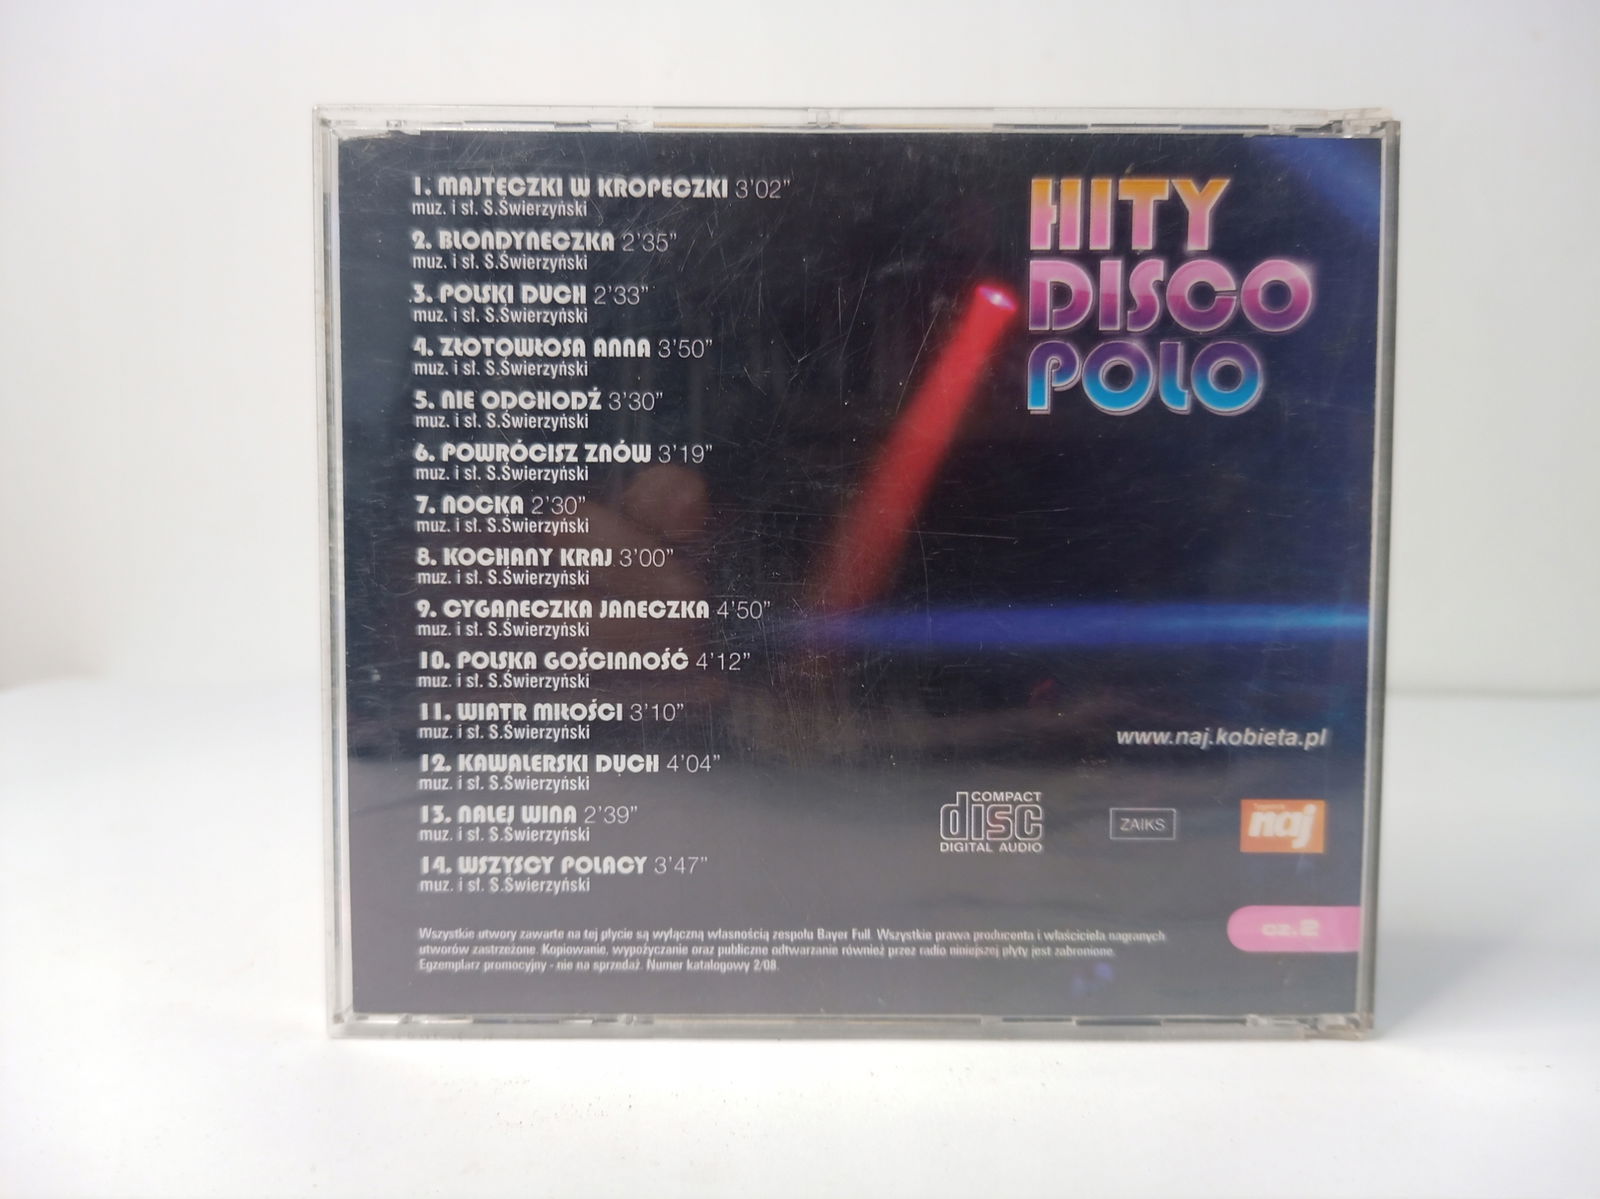 1. MAJTECZKI W KROPECZKI 3'02"
muz. i sł. S.Świerzyński
2. BLONDYNECZKA 2'35"
muz. i sł. S.Świerzyński
3. POLSKI DUCH 2'33"
muz. i sł. S.Świerzyński
4. ZŁOTOWŁOSA ANNA 3'50"
muz. i sł. S.Świerzyński
5. NIE ODCHODŹ 3'30"
muz. i sł. S.Świerzyński
6. POWRÓCISZ ZNÓW 3'19"
muz. i sł. S.Świerzyński
7. NOCKA 2'30"
muz. i sł. S.Świerzyński
8. KOCHANY KRAJ 3'00"
muz. i sł. S.Świerzyński
9. CYGANECZKA JANECZKA 4'50"
muz. i sł. S.Świerzyński
10. POLSKA GOŚCINNOŚĆ 4'12"
muz. i sł. S.Świerzyński
11. WIATR MIŁOŚCI 3'10"
muz. i sł. S.Świerzyński
12. KAWALERSKI DUCH 4'04"
muz. i sł. S.Świerzyński
13. NALEJ WINA 2'39"
muz. i sł. S.Świerzyński
14. WSZYSCY POLACY 3'47"
muz. i sł. S.Świerzyński
HITY
DISCO
POLO
www.naj.kobieta.pl
COMPACT
disc
DIGITAL AUDIO
ZAIKS
naj
cz.2
Wszystkie utwory zawarte na tej płycie są wyłączną własnością zespołu Bayer Full. Wszystkie prawa producenta i właściciela nagranych
utworów zastrzeżone. Kopiowanie, wypożyczanie oraz publiczne odtwarzanie również przez radio niniejszej płyty jest zabronione.
Egzemplarz promocyjny - nie na sprzedaż. Numer katalogowy 2/08.